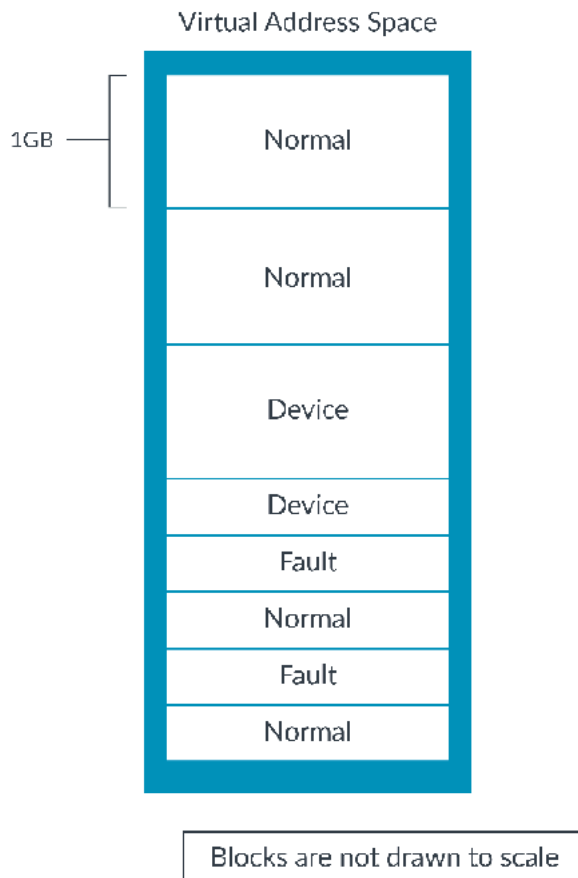 Virtual Address Space
1GB
Normal
Normal
Device
Device
Fault
Normal
Fault
Normal
Blocks are not drawn to scale